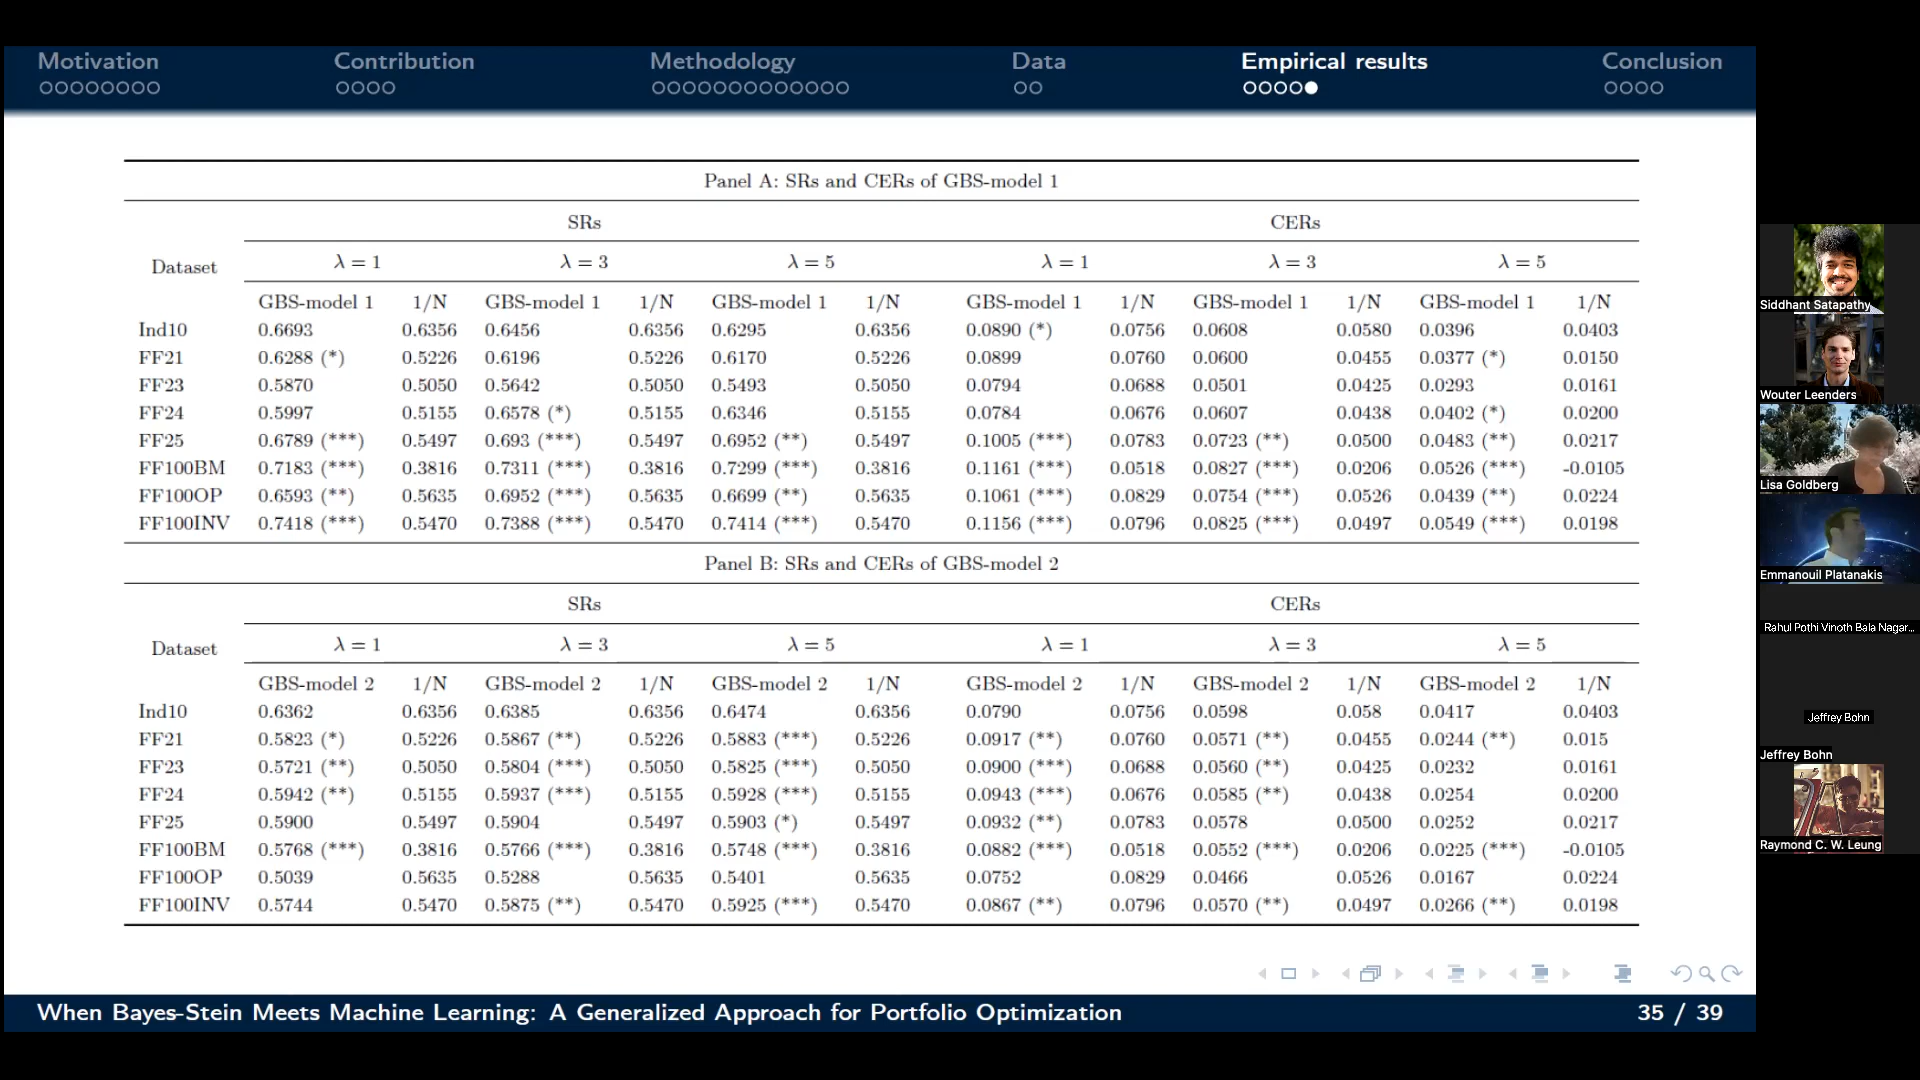 Motivation Contribution Methodology Data Empirical results Conclusion
Panel A: SRs and CERs of GBS-model 1
SRs CERs
Dataset λ = 1 λ = 3 λ = 5 λ = 1 λ = 3 λ = 5
GBS-model 1 1/N GBS-model 1 1/N GBS-model 1 1/N GBS-model 1 1/N GBS-model 1 1/N GBS-model 1 1/N
Ind10 0.6693 0.6356 0.6456 0.6356 0.6295 0.6356 0.0890 (*) 0.0756 0.0608 0.0580 0.0396 0.0403
FF21 0.6288 (*) 0.5226 0.6196 0.5226 0.6170 0.5226 0.0899 0.0760 0.0600 0.0455 0.0377 (*) 0.0150
FF23 0.5870 0.5050 0.5642 0.5050 0.5493 0.5050 0.0794 0.0688 0.0501 0.0425 0.0293 0.0161
FF24 0.5997 0.5155 0.6578 (*) 0.5155 0.6346 0.5155 0.0784 0.0676 0.0607 0.0438 0.0402 (*) 0.0200
FF25 0.6789 (***) 0.5497 0.693 (***) 0.5497 0.6952 (**) 0.5497 0.1005 (***) 0.0783 0.0723 (**) 0.0500 0.0483 (**) 0.0217
FF100BM 0.7183 (***) 0.3816 0.7311 (***) 0.3816 0.7299 (***) 0.3816 0.1161 (***) 0.0518 0.0827 (***) 0.0206 0.0526 (***) -0.0105
FF100OP 0.6593 (**) 0.5635 0.6952 (***) 0.5635 0.6699 (**) 0.5635 0.1061 (***) 0.0829 0.0754 (***) 0.0526 0.0439 (**) 0.0224
FF100INV 0.7418 (***) 0.5470 0.7388 (***) 0.5470 0.7414 (***) 0.5470 0.1156 (***) 0.0796 0.0825 (***) 0.0497 0.0549 (***) 0.0198
Panel B: SRs and CERs of GBS-model 2
SRs CERs
Dataset λ = 1 λ = 3 λ = 5 λ = 1 λ = 3 λ = 5
GBS-model 2 1/N GBS-model 2 1/N GBS-model 2 1/N GBS-model 2 1/N GBS-model 2 1/N GBS-model 2 1/N
Ind10 0.6362 0.6356 0.6385 0.6356 0.6474 0.6356 0.0790 0.0756 0.0598 0.058 0.0417 0.0403
FF21 0.5823 (*) 0.5226 0.5867 (**) 0.5226 0.5883 (***) 0.5226 0.0917 (**) 0.0760 0.0571 (**) 0.0455 0.0244 (**) 0.015
FF23 0.5721 (**) 0.5050 0.5804 (***) 0.5050 0.5825 (***) 0.5050 0.0900 (***) 0.0688 0.0560 (**) 0.0425 0.0232 0.0161
FF24 0.5942 (**) 0.5155 0.5937 (***) 0.5155 0.5928 (***) 0.5155 0.0943 (***) 0.0676 0.0585 (**) 0.0438 0.0254 0.0200
FF25 0.5900 0.5497 0.5904 0.5497 0.5903 (*) 0.5497 0.0932 (**) 0.0783 0.0578 0.0500 0.0252 0.0217
FF100BM 0.5768 (***) 0.3816 0.5766 (***) 0.3816 0.5748 (***) 0.3816 0.0882 (***) 0.0518 0.0552 (***) 0.0206 0.0225 (***) -0.0105
FF100OP 0.5039 0.5635 0.5288 0.5635 0.5401 0.5635 0.0752 0.0829 0.0466 0.0526 0.0167 0.0224
FF100INV 0.5744 0.5470 0.5875 (**) 0.5470 0.5925 (***) 0.5470 0.0867 (**) 0.0796 0.0570 (**) 0.0497 0.0266 (**) 0.0198
When Bayes-Stein Meets Machine Learning: A Generalized Approach for Portfolio Optimization 35 / 39
Siddhant Satapathy
Wouter Leenders
Lisa Goldberg
Emmanouil Platanakis
Rahul Pothi Vinoth Bala Nagar...
Jeffrey Bohn
Jeffrey Bohn
Raymond C. W. Leung